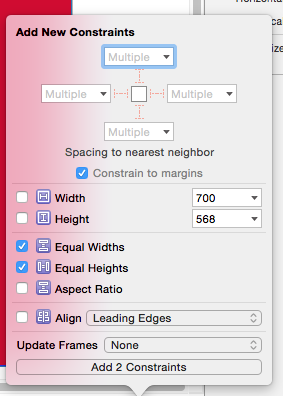 Add New Constraints
Multiple
Multiple Multiple
Multiple
Spacing to nearest neighbor
Constrain to margins
Width 700
Height 568
Equal Widths
Equal Heights
Aspect Ratio
Align Leading Edges
Update Frames None
Add 2 Constraints